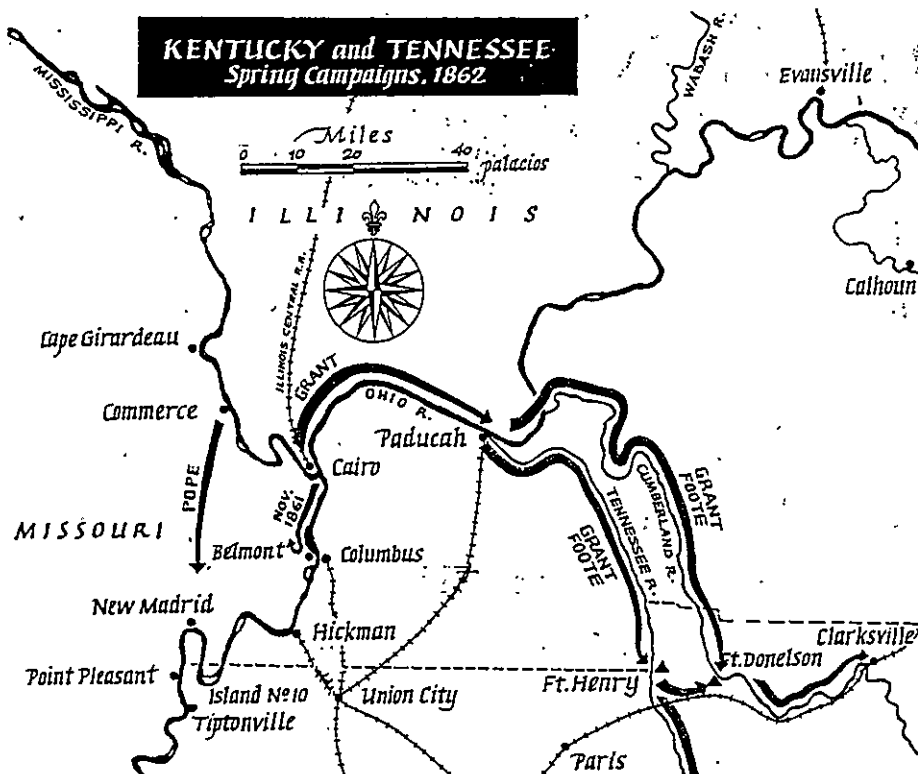 KENTUCKY and TENNESSEE
Spring Campaigns, 1862
MISSISSIPPI R.
WABASH R.
Evansville
Miles
0 10 20 40
palacios
ILLINOIS
Calhoun
ILLINOIS CENTRAL R.R.
Cape Girardeau
GRANT
OHIO R.
Commerce
Paducah
Cairo
POPE
NOV.
1861
TENNESSEE R.
CUMBERLAND R.
GRANT
FOOTE
GRANT
FOOTE
MISSOURI
Belmont
Columbus
New Madrid
Hickman
Clarksville
Point Pleasant
Island No 10
Union City
Ft. Henry
Ft. Donelson
Tiptonville
Paris